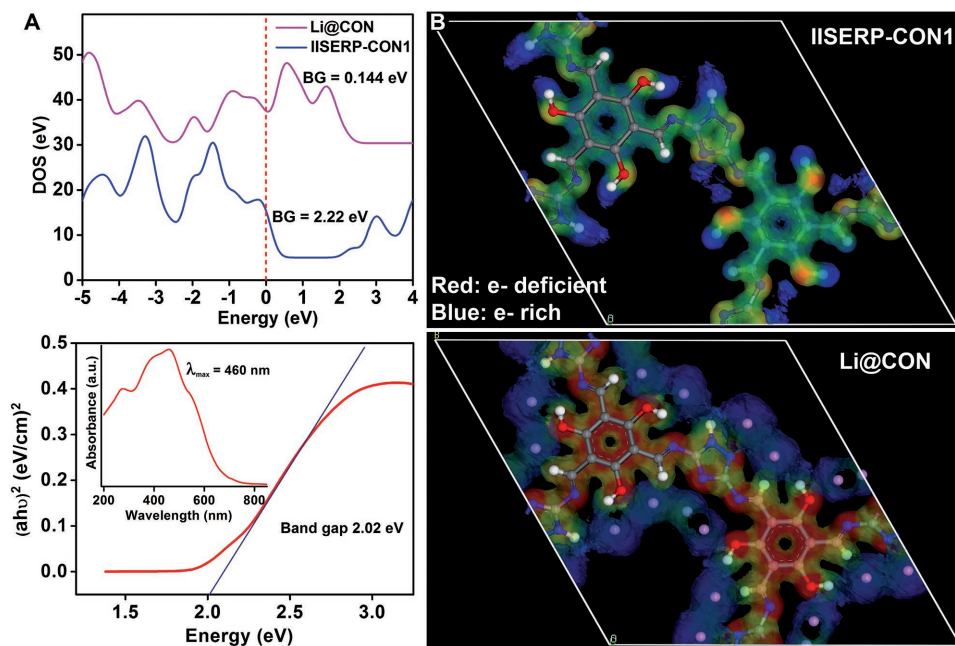 A
Li@CON
IISERP-CON1
BG = 0.144 eV
BG = 2.22 eV
DOS (eV)
50
40
30
20
10
0
-5 -4 -3 -2 -1 0 1 2 3 4
Energy (eV)
B
IISERP-CON1
Red: e- deficient
Blue: e- rich
(ahυ)² (eV/cm)²
0.5
0.4
0.3
0.2
0.1
0.0
Absorbance (a.u.)
λmax = 460 nm
200 400 600 800
Wavelength (nm)
Band gap 2.02 eV
1.5 2.0 2.5 3.0
Energy (eV)
Li@CON